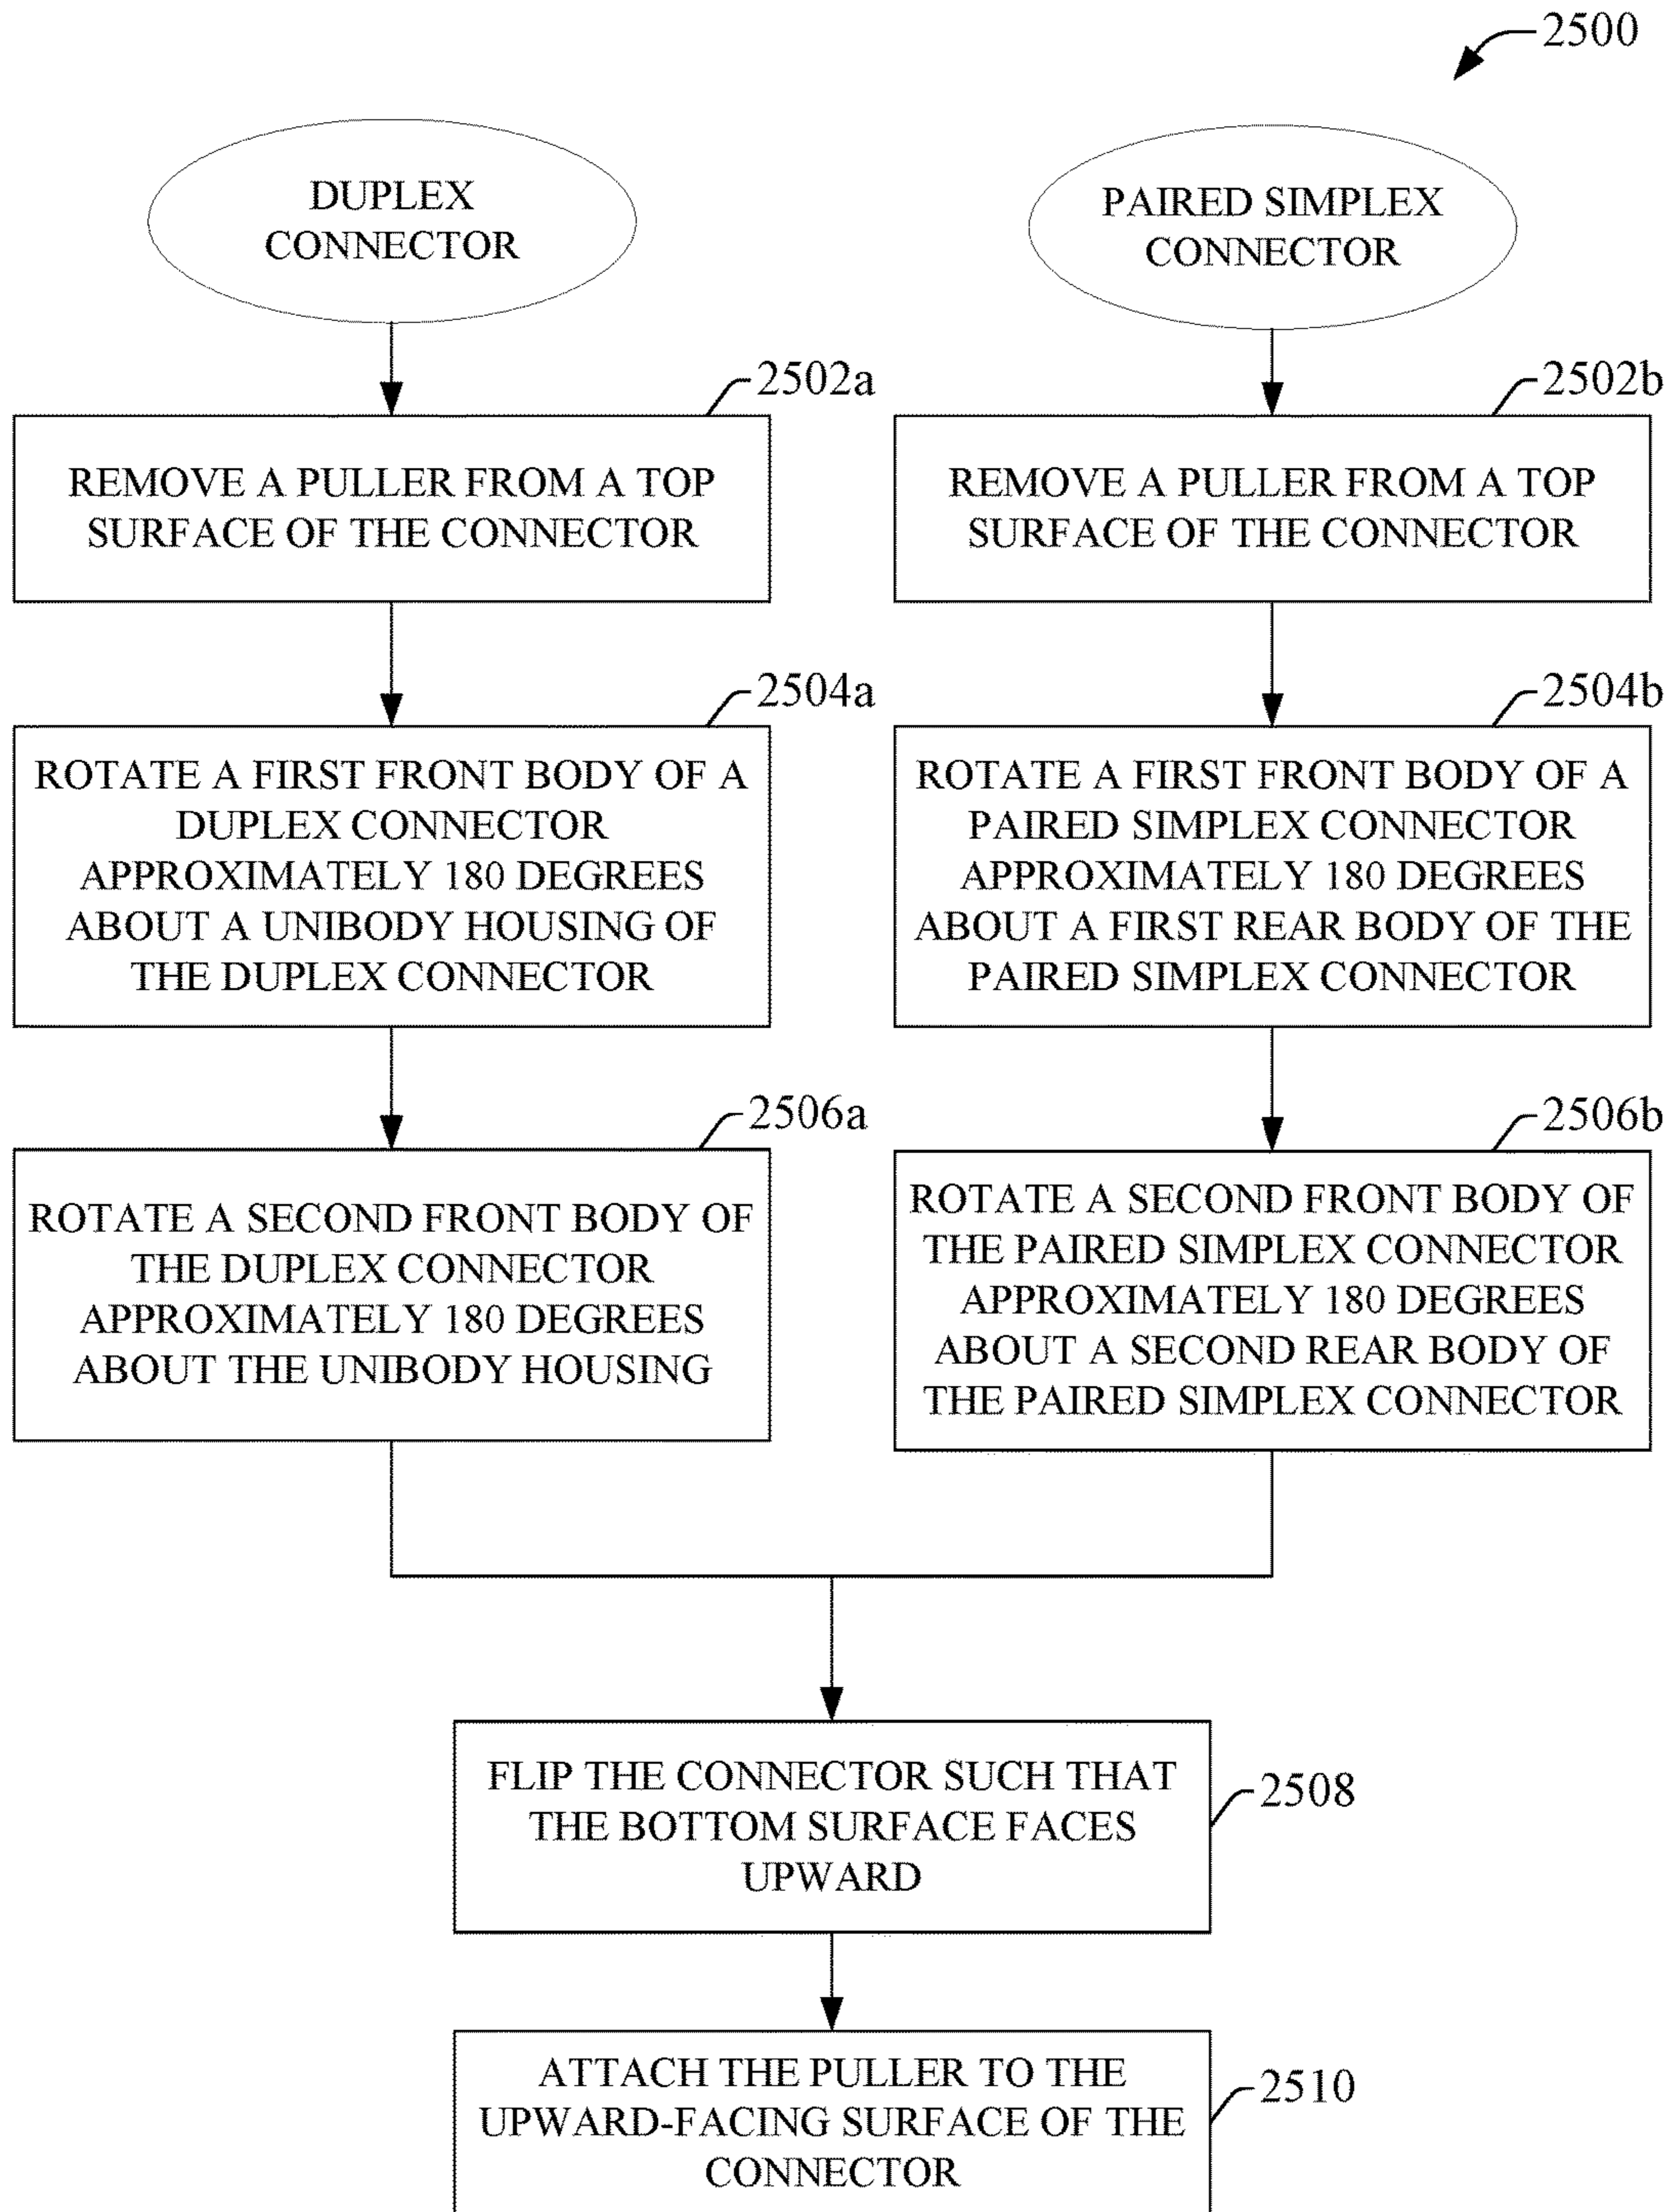 2500
DUPLEX
CONNECTOR
PAIRED SIMPLEX
CONNECTOR
2502a
REMOVE A PULLER FROM A TOP
SURFACE OF THE CONNECTOR
2502b
REMOVE A PULLER FROM A TOP
SURFACE OF THE CONNECTOR
2504a
ROTATE A FIRST FRONT BODY OF A
DUPLEX CONNECTOR
APPROXIMATELY 180 DEGREES
ABOUT A UNIBODY HOUSING OF
THE DUPLEX CONNECTOR
2504b
ROTATE A FIRST FRONT BODY OF A
PAIRED SIMPLEX CONNECTOR
APPROXIMATELY 180 DEGREES
ABOUT A FIRST REAR BODY OF THE
PAIRED SIMPLEX CONNECTOR
2506a
ROTATE A SECOND FRONT BODY OF
THE DUPLEX CONNECTOR
APPROXIMATELY 180 DEGREES
ABOUT THE UNIBODY HOUSING
2506b
ROTATE A SECOND FRONT BODY OF
THE PAIRED SIMPLEX CONNECTOR
APPROXIMATELY 180 DEGREES
ABOUT A SECOND REAR BODY OF
THE PAIRED SIMPLEX CONNECTOR
FLIP THE CONNECTOR SUCH THAT
THE BOTTOM SURFACE FACES
UPWARD
2508
ATTACH THE PULLER TO THE
UPWARD-FACING SURFACE OF THE
CONNECTOR
2510